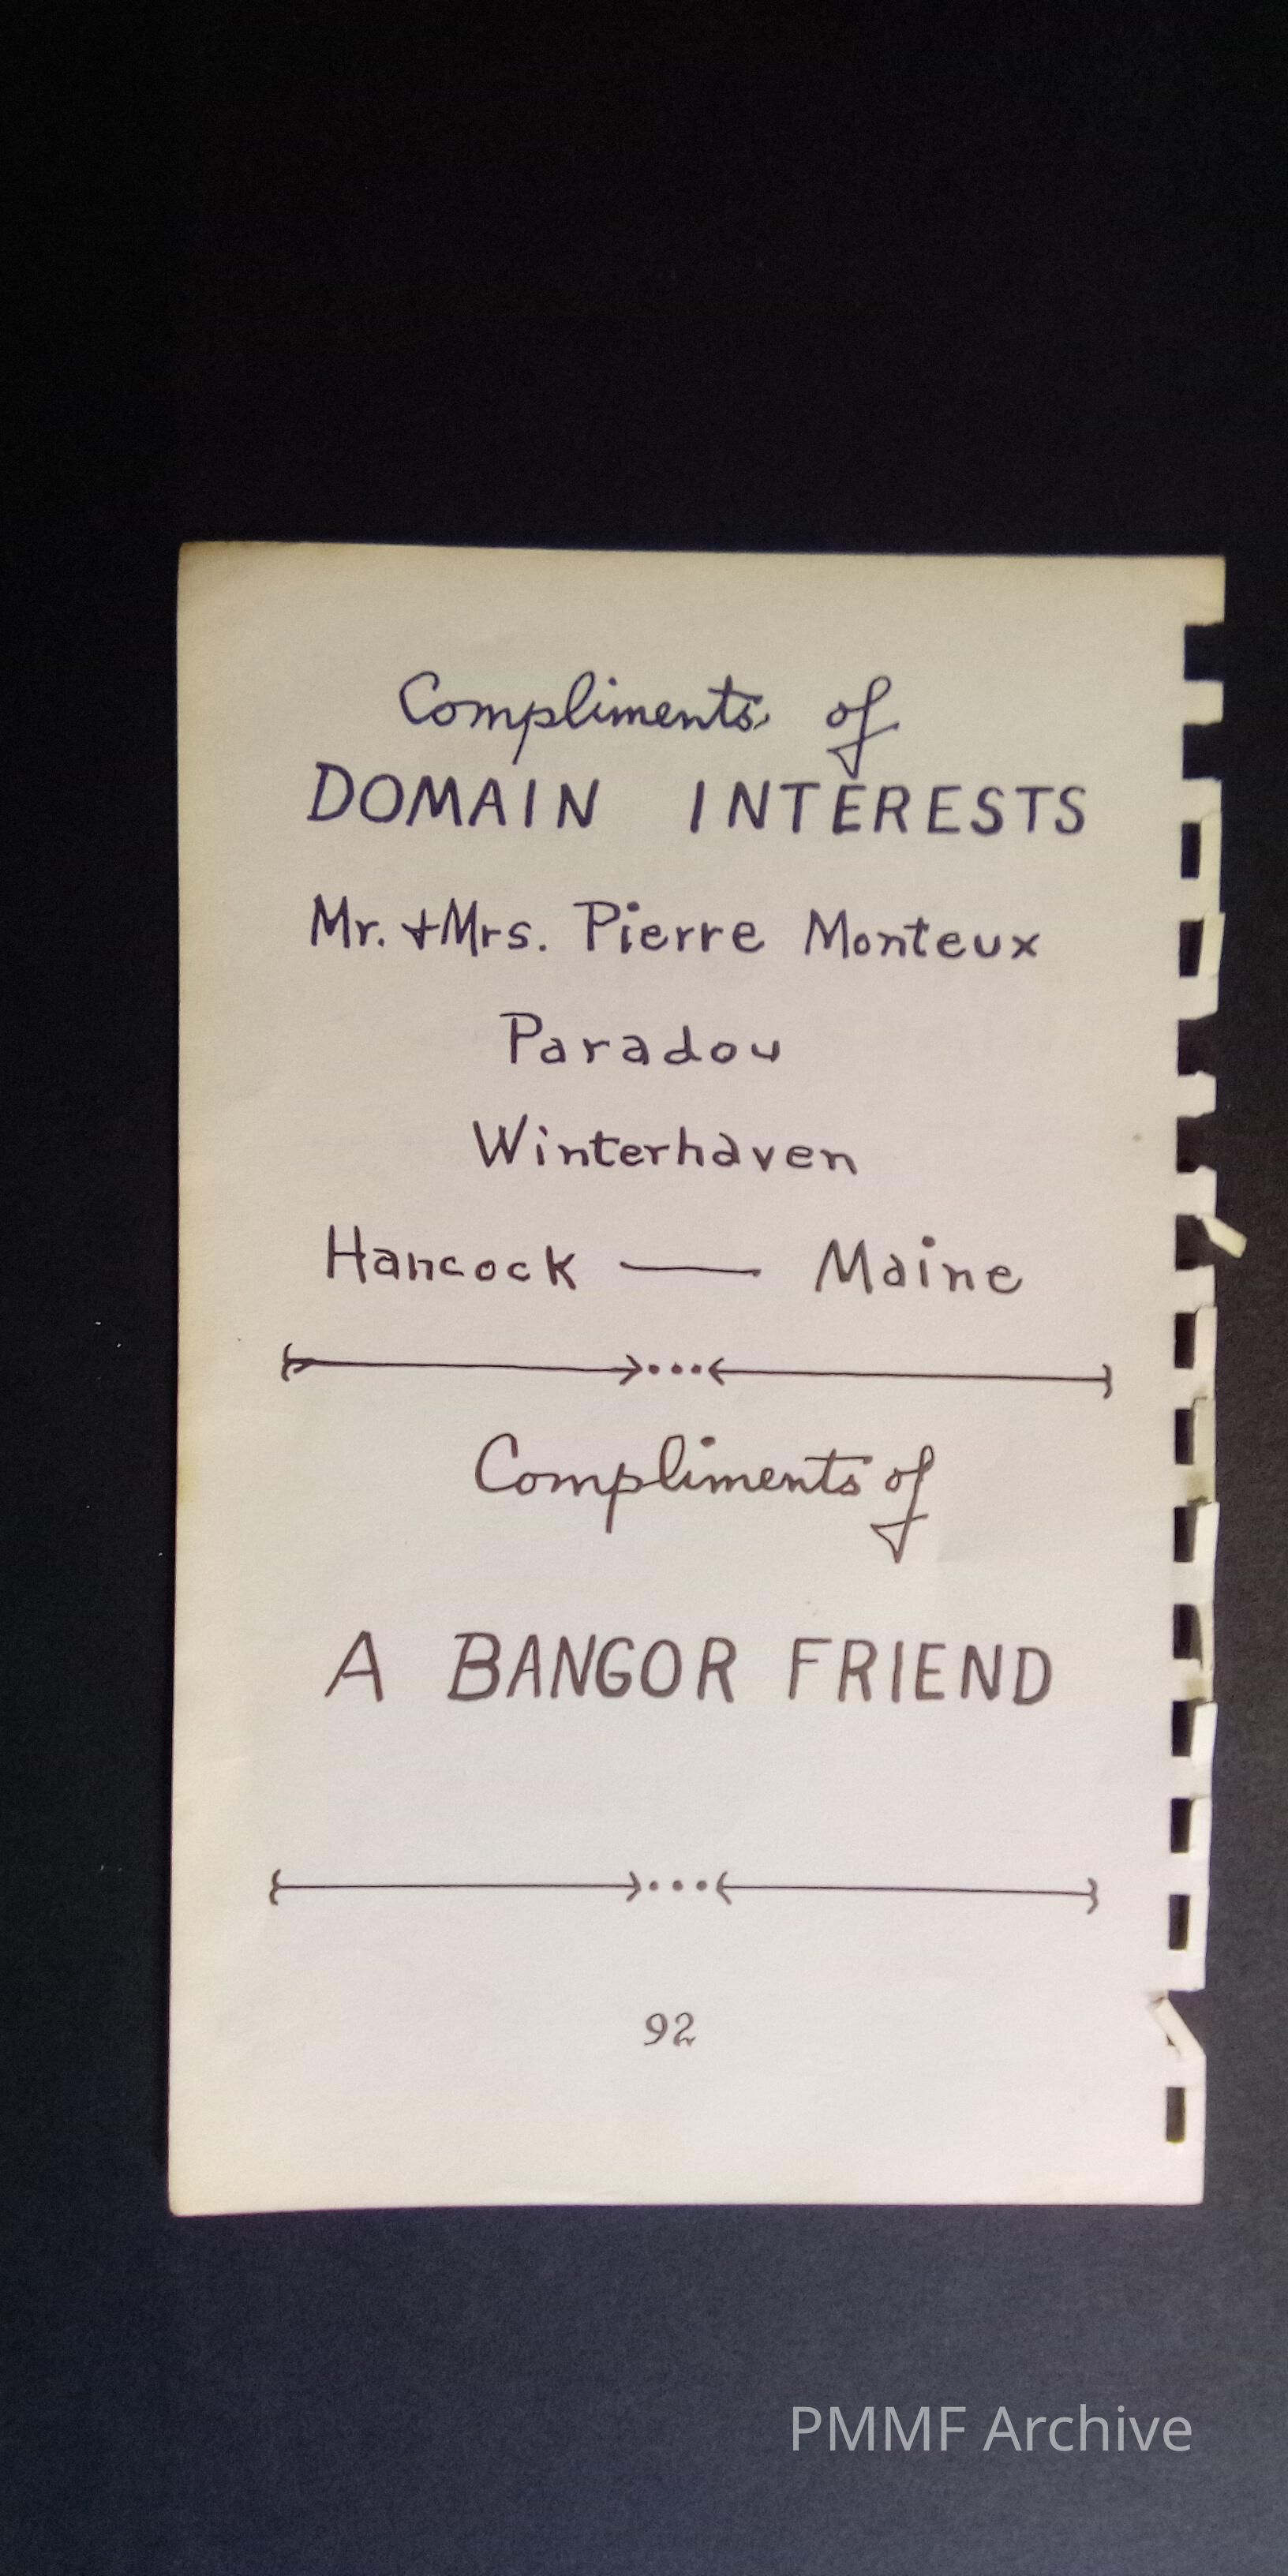 Compliments of
DOMAIN INTERESTS
Mr. + Mrs. Pierre Monteux
Paradou
Winterhaven
Hancock — Maine
Compliments of
A BANGOR FRIEND
92
PMMF Archive